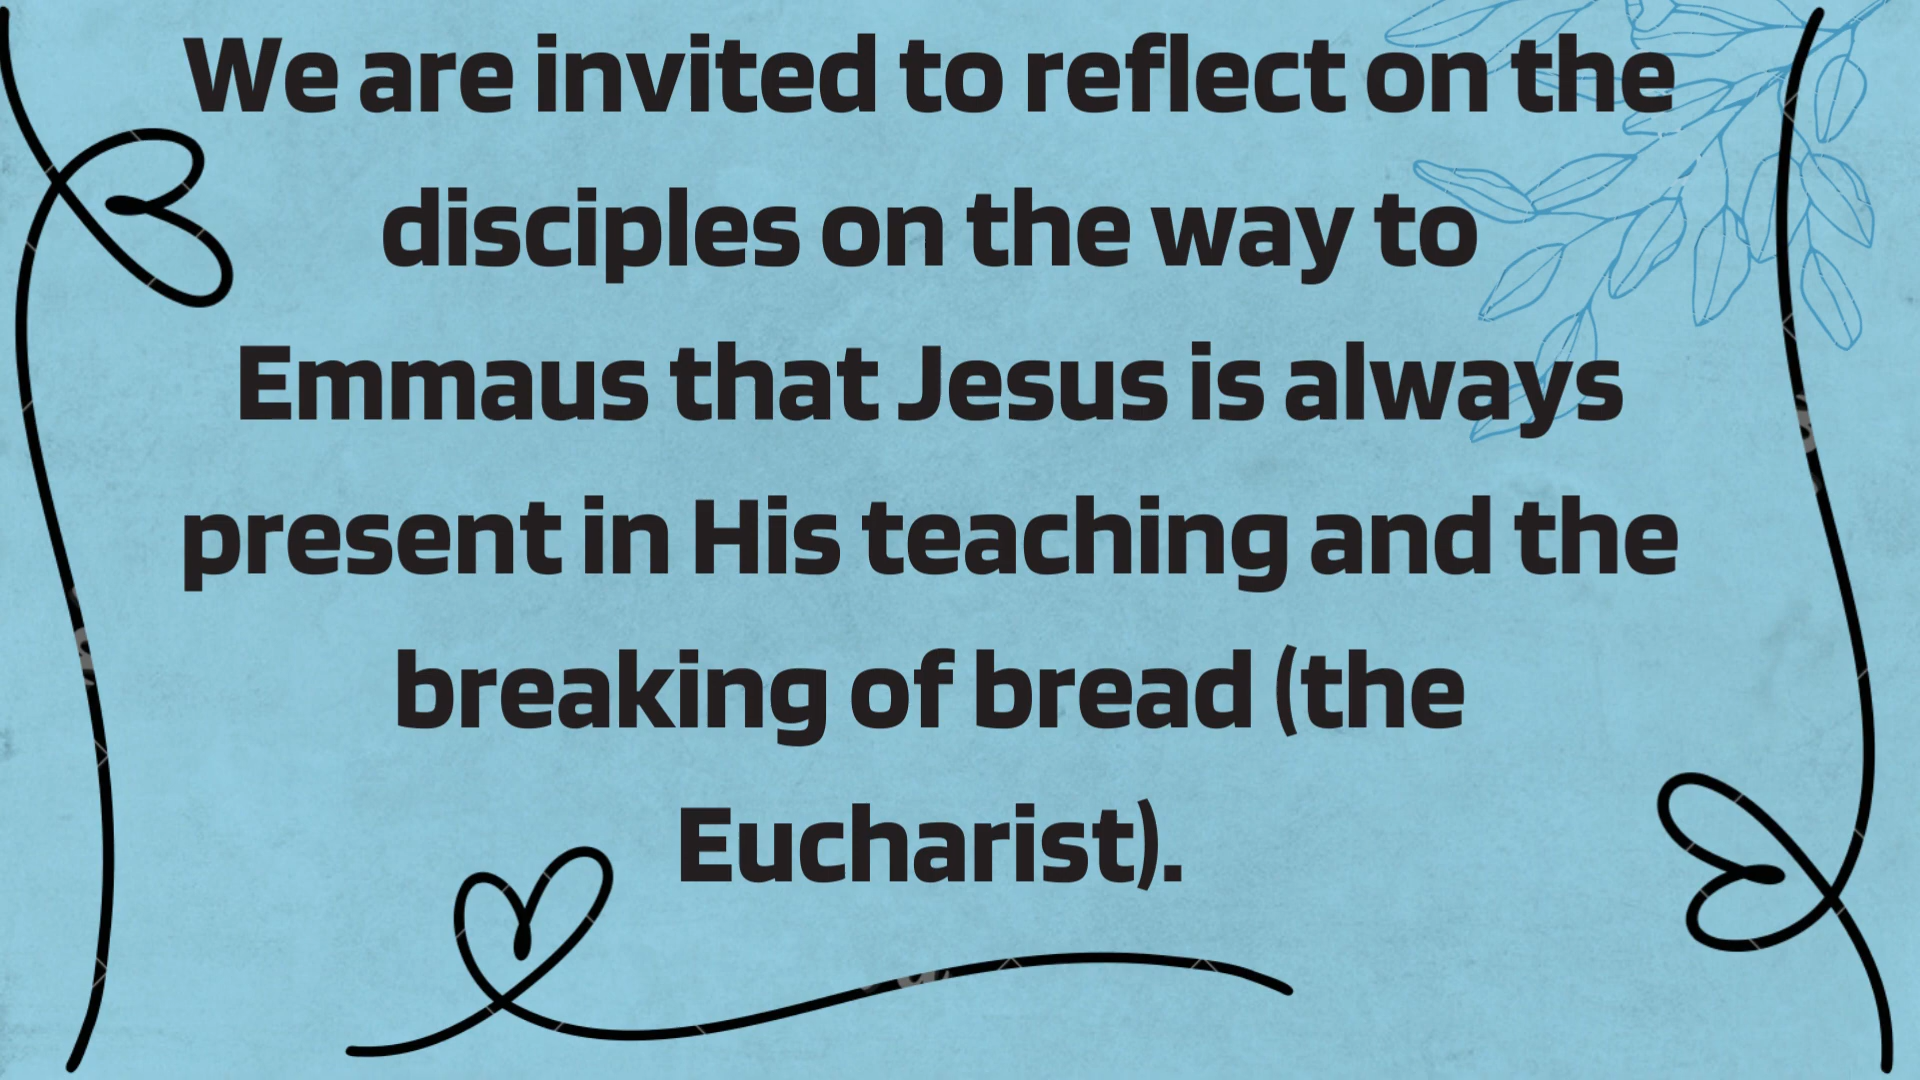 We are invited to reflect on the
disciples on the way to
Emmaus that Jesus is always
present in His teaching and the
breaking of bread (the
Eucharist).